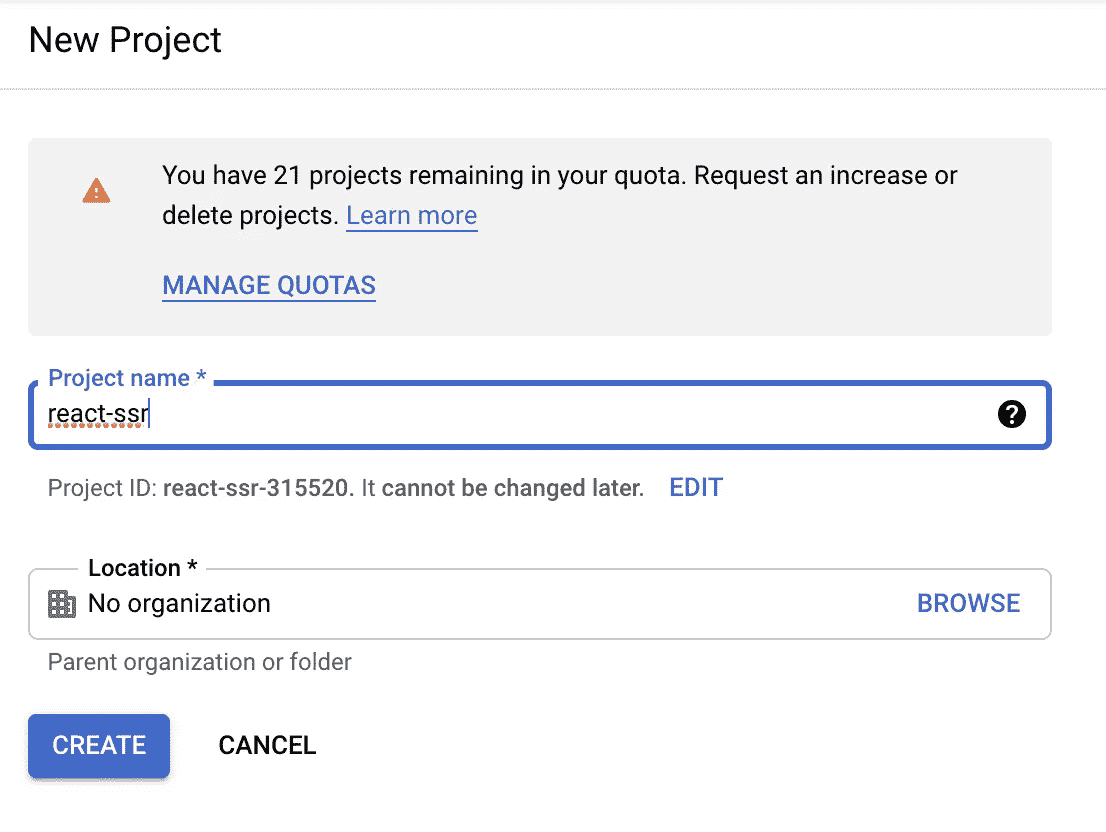 New Project
You have 21 projects remaining in your quota. Request an increase or
delete projects. Learn more
MANAGE QUOTAS
Project name *
react-ssr
Project ID: react-ssr-315520. It cannot be changed later. EDIT
Location *
No organization BROWSE
Parent organization or folder
CREATE CANCEL